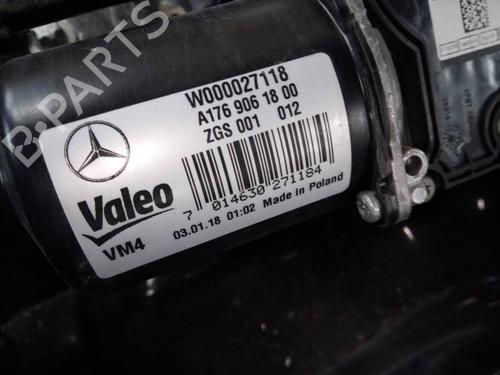 B-PARTS
W000027118
A176 906 18 00
ZGS 001 012
Valeo
7 014630 271184
VM4
03.01.18 01:02 Made in Poland